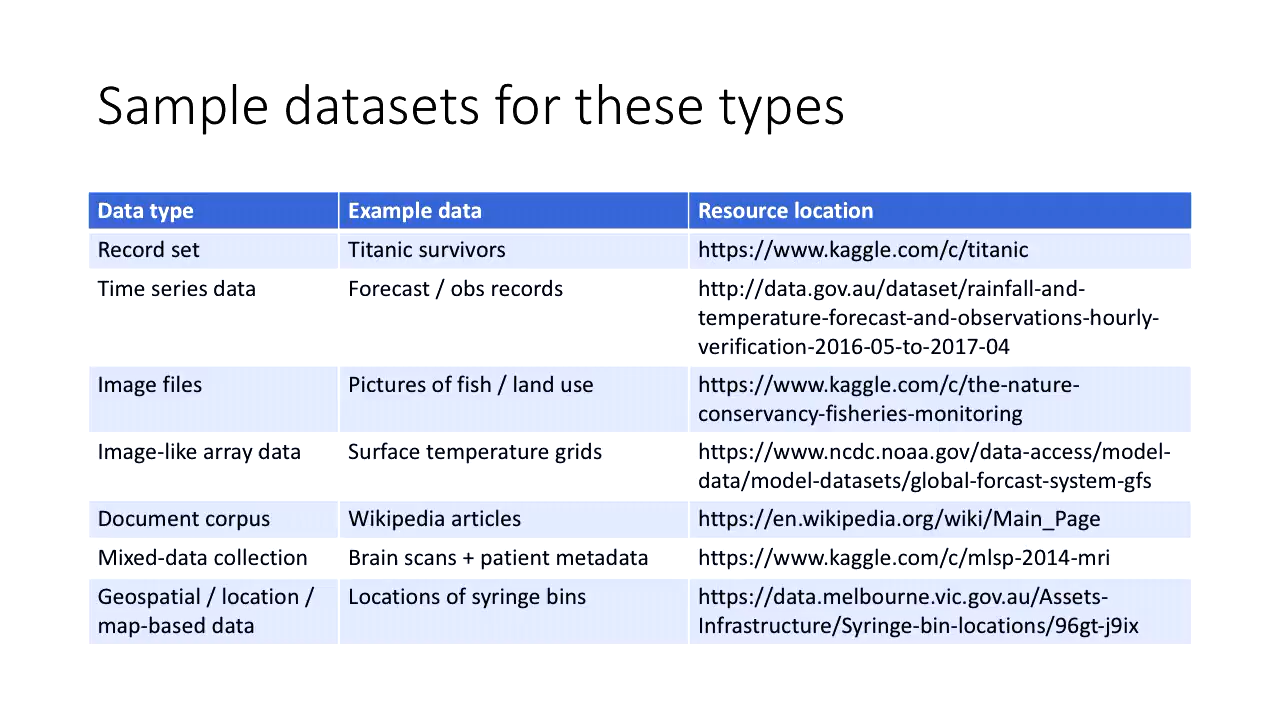 Sample datasets for these types
Data type Example data Resource location
Record set Titanic survivors https://www.kaggle.com/c/titanic
Time series data Forecast / obs records http://data.gov.au/dataset/rainfall-and-
temperature-forecast-and-observations-hourly-
verification-2016-05-to-2017-04
Image files Pictures of fish / land use https://www.kaggle.com/c/the-nature-
conservancy-fisheries-monitoring
Image-like array data Surface temperature grids https://www.ncdc.noaa.gov/data-access/model-
data/model-datasets/global-forcast-system-gfs
Document corpus Wikipedia articles https://en.wikipedia.org/wiki/Main_Page
Mixed-data collection Brain scans + patient metadata https://www.kaggle.com/c/mlsp-2014-mri
Geospatial / location / Locations of syringe bins https://data.melbourne.vic.gov.au/Assets-
map-based data Infrastructure/Syringe-bin-locations/96gt-j9ix